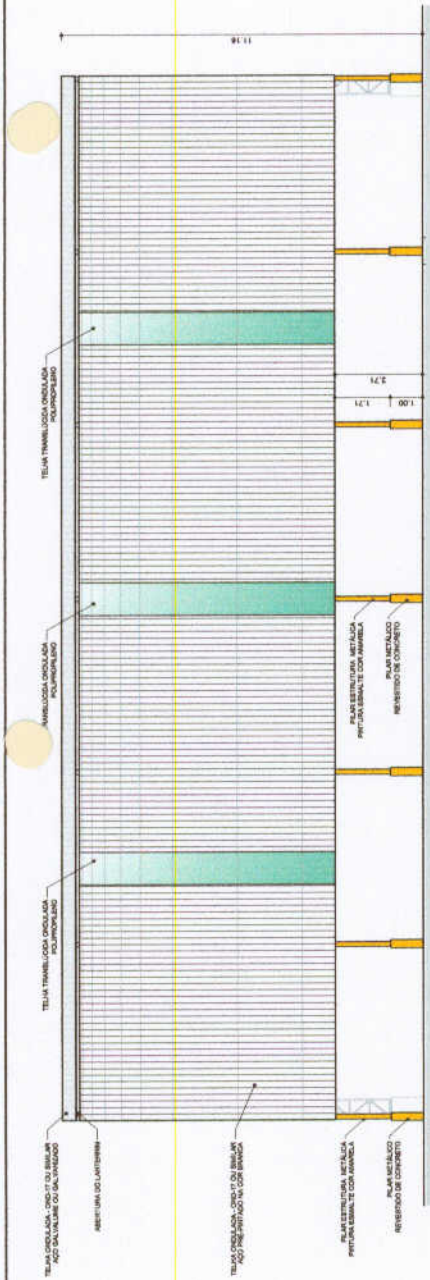 TELHA ONDULADA - OND-17 OU SIMILAR
AÇO GALVALUME OU GALVANIZADO
ABERTURA DO LANTERNIM
TELHA TRANSLÚCIDA ONDULADA
POLIPROPILENO
TRANSLÚCIDA ONDULADA
POLIPROPILENO
TELHA TRANSLÚCIDA ONDULADA
POLIPROPILENO
11.16
TELHA ONDULADA - OND-17 OU SIMILAR
AÇO PRÉ-PINTADO NA COR BRANCA
PILAR ESTRUTURA METÁLICA
PINTURA ESMALTE COR AMARELA
PILAR METÁLICO
REVESTIDO DE CONCRETO
PILAR ESTRUTURA METÁLICA
PINTURA ESMALTE COR AMARELA
PILAR METÁLICO
REVESTIDO DE CONCRETO
1.71
2.71
1.00